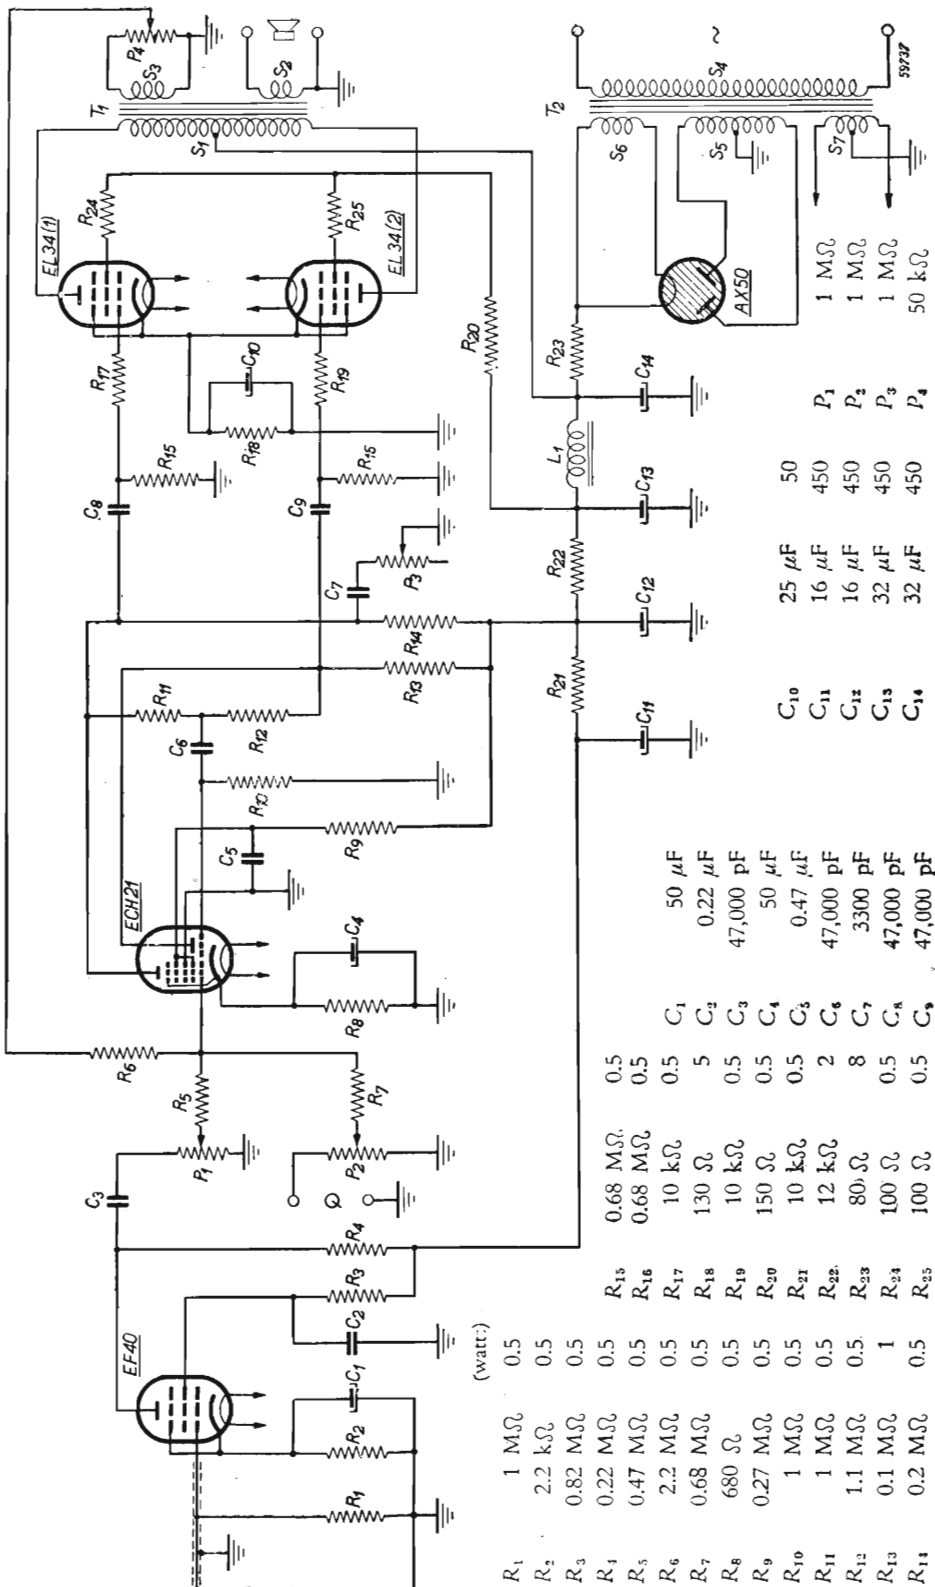 P4
S3
T1
S1
S2
R24
EL34(1)
R25
EL34(2)
R17
C10
R18
R19
R15
R15
C8
C9
C7
P3
R14
R13
R11
R12
C6
R10
R9
C5
ECH21
C4
R8
R6
R5
P1
R7
P2
Q
C3
R4
R3
C2
EF40
C1
R2
R1
R20
R23
C14
L1
C13
R22
C12
R21
C11
T2
S4
S6
S5
S7
~
AX50
59737
(watt:)
R1 1 MΩ 0.5
R2 2.2 kΩ 0.5
R3 0.82 MΩ 0.5
R4 0.22 MΩ 0.5
R5 0.47 MΩ 0.5
R6 2.2 MΩ 0.5
R7 0.68 MΩ 0.5
R8 680 Ω 0.5
R9 0.27 MΩ 0.5
R10 1 MΩ 0.5
R11 1 MΩ 0.5
R12 1.1 MΩ 0.5
R13 0.1 MΩ 1
R14 0.2 MΩ 0.5
R15 0.68 MΩ 0.5
R16 0.68 MΩ 0.5
R17 10 kΩ 0.5
R18 130 Ω 5
R19 10 kΩ 0.5
R20 150 Ω 0.5
R21 10 kΩ 0.5
R22 12 kΩ 2
R23 80 Ω 8
R24 100 Ω 0.5
R25 100 Ω 0.5
C1 50 µF
C2 0.22 µF
C3 47,000 pF
C4 50 µF
C5 0.47 µF
C6 47,000 pF
C7 3300 pF
C8 47,000 pF
C9 47,000 pF
C10 25 µF 50
C11 16 µF 450
C12 16 µF 450
C13 32 µF 450
C14 32 µF 450
P1 1 MΩ
P2 1 MΩ
P3 1 MΩ
P4 50 kΩ